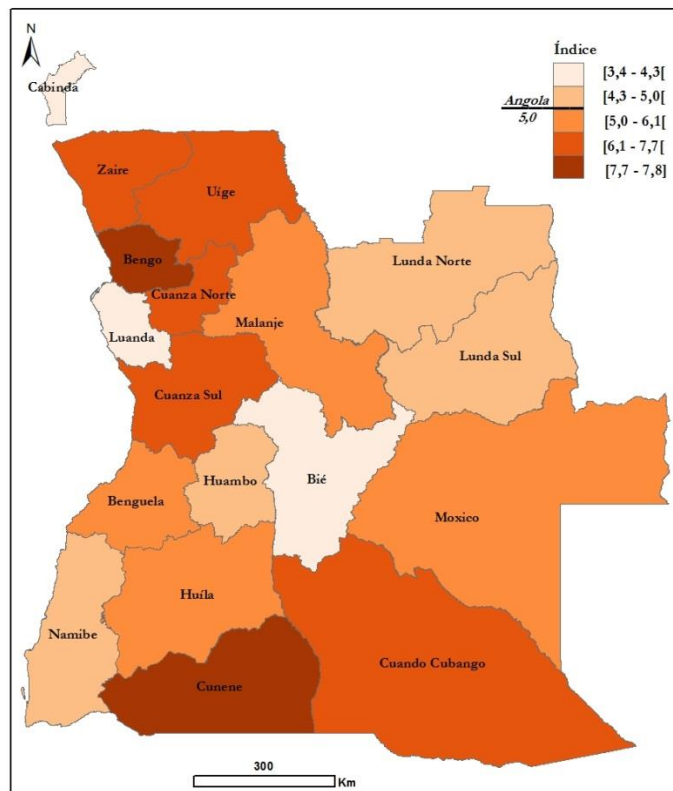 N
Índice
[3,4 - 4,3[
[4,3 - 5,0[
Angola
5,0
[5,0 - 6,1[
[6,1 - 7,7[
[7,7 - 7,8]
Cabinda
Zaire
Uíge
Bengo
Lunda Norte
Cuanza Norte
Malanje
Luanda
Lunda Sul
Cuanza Sul
Huambo
Bié
Benguela
Moxico
Huíla
Namibe
Cuando Cubango
Cunene
300
Km